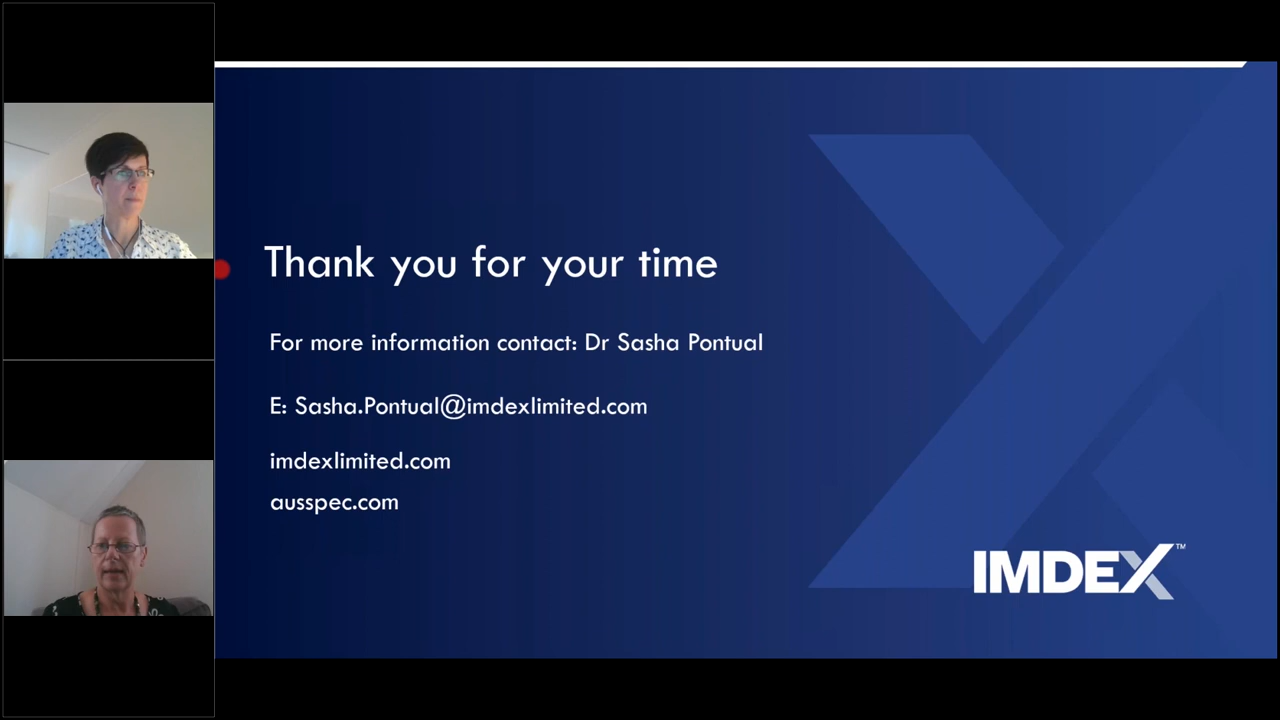 Thank you for your time
For more information contact: Dr Sasha Pontual
E: Sasha.Pontual@imdexlimited.com
imdexlimited.com
ausspec.com
IMDEX™